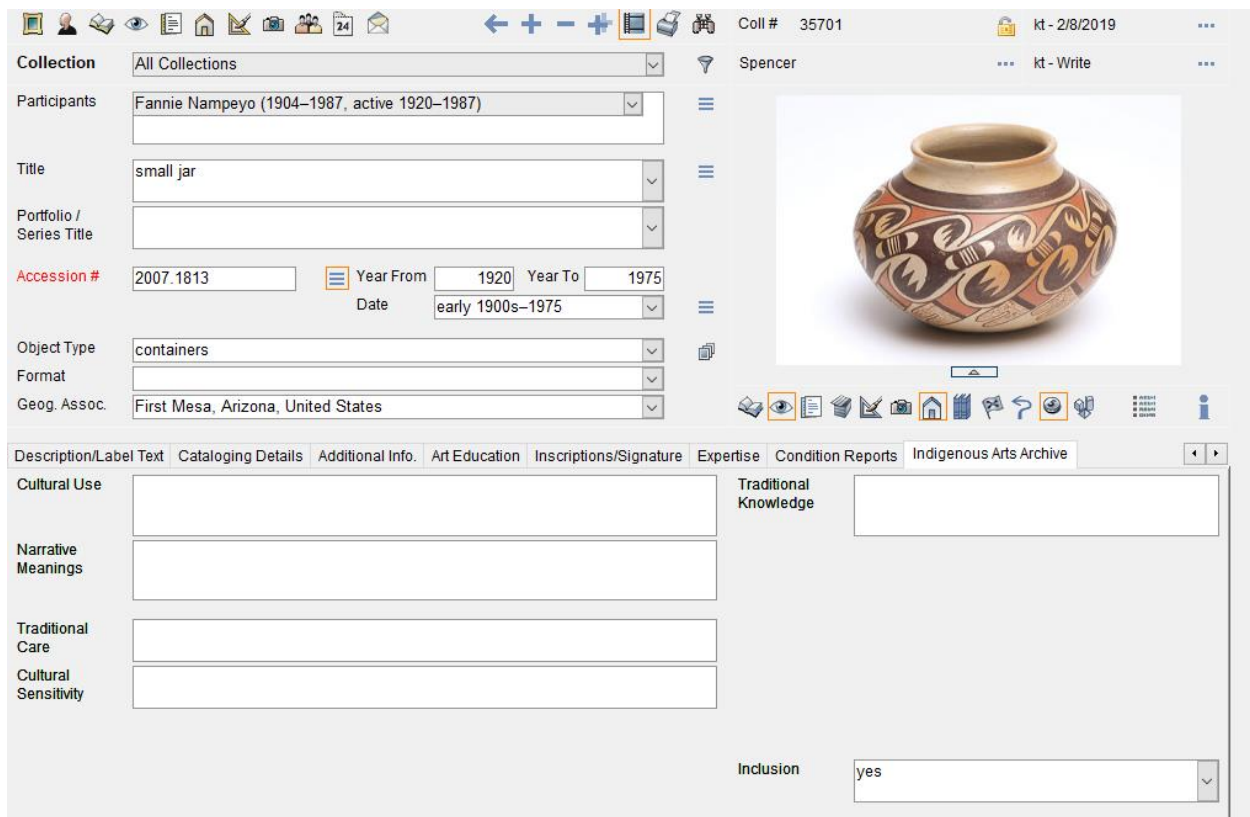 24
Coll # 35701 kt - 2/8/2019
Collection All Collections
Spencer kt - Write
Participants Fannie Nampeyo (1904–1987, active 1920–1987)
Title small jar
Portfolio /
Series Title
Accession # 2007.1813 Year From 1920 Year To 1975
Date early 1900s–1975
Object Type containers
Format
Geog. Assoc. First Mesa, Arizona, United States
Description/Label Text Cataloging Details Additional Info. Art Education Inscriptions/Signature Expertise Condition Reports Indigenous Arts Archive
Cultural Use
Traditional
Knowledge
Narrative
Meanings
Traditional
Care
Cultural
Sensitivity
Inclusion yes